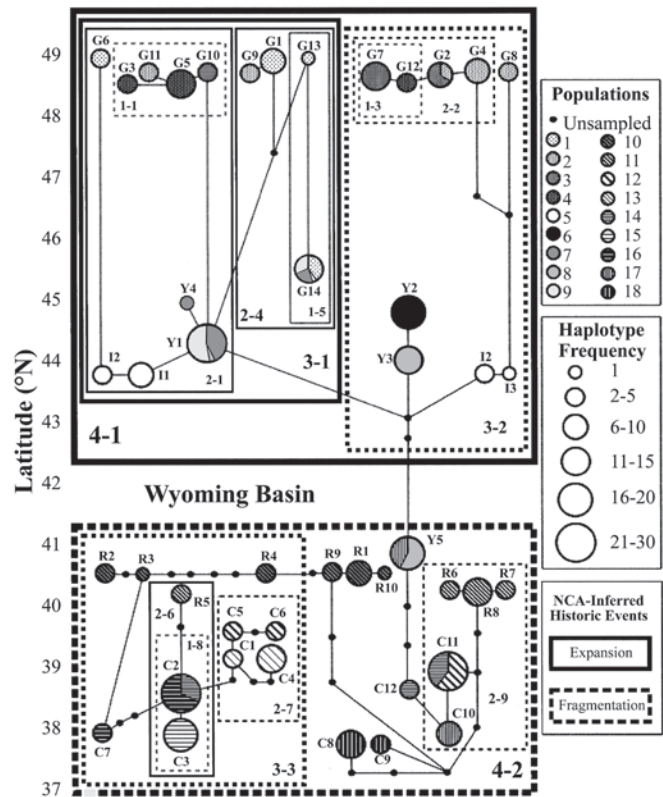 49
48
47
46
45
44
43
42
41
40
39
38
37
Latitude (°N)
G6
G11
G10
G3
G5
1-1
G9
G1
G13
G7
G12
G2
G4
G8
1-3
2-2
Y4
Y1
I2
I1
2-1
2-4
G14
1-5
3-1
4-1
Y2
Y3
I2
I3
3-2
Wyoming Basin
R2
R3
R4
R9
R1
R10
Y5
R6
R7
R8
2-6
R5
C5
C6
1-8
C2
C1
C4
2-7
C11
2-9
C12
C10
C7
C3
C8
C9
3-3
4-2
Populations
Unsampled
1 10
2 11
3 12
4 13
5 14
6 15
7 16
8 17
9 18
Haplotype
Frequency
1
2-5
6-10
11-15
16-20
21-30
NCA-Inferred
Historic Events
Expansion
Fragmentation